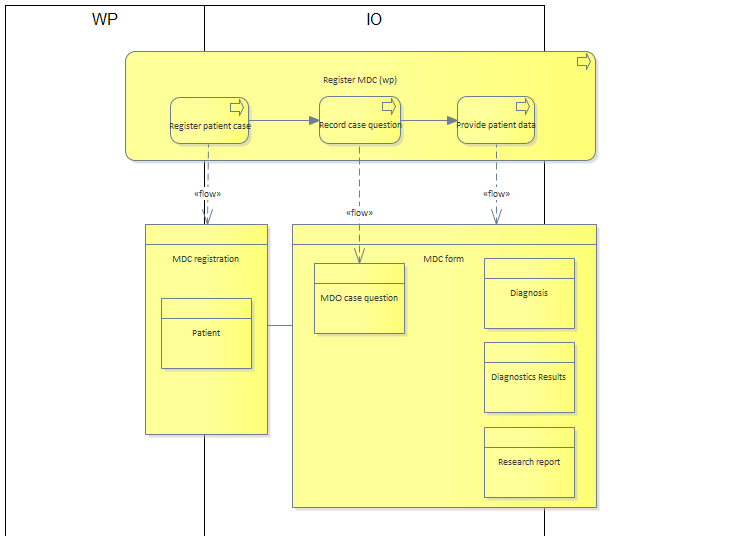 WP
IO
Register MDC (wp)
Register patient case
Record case question
Provide patient data
«flow»
«flow»
«flow»
MDC registration
MDC form
Patient
MDO case question
Diagnosis
Diagnostics Results
Research report